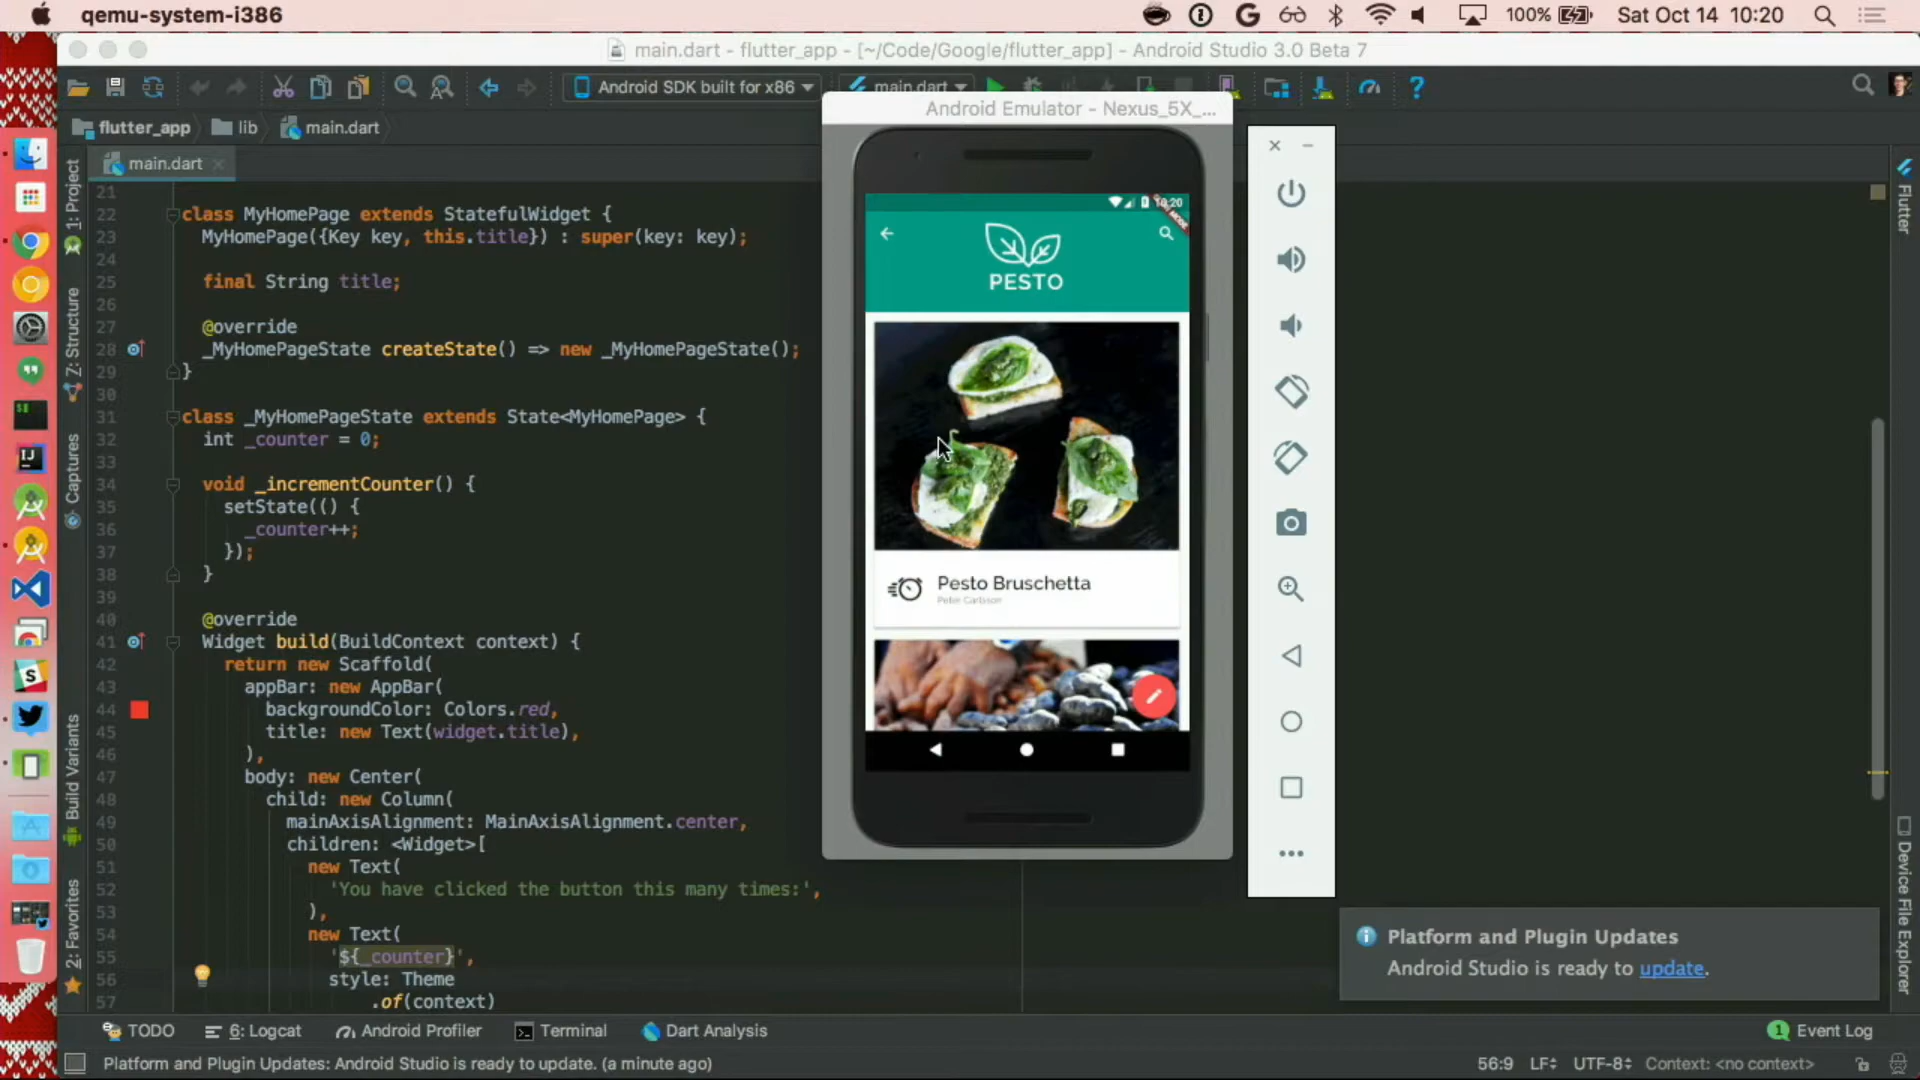 qemu-system-i386
100%
Sat Oct 14 10:20
main.dart - flutter_app - [~/Code/Google/flutter_app] - Android Studio 3.0 Beta 7
Android SDK built for x86
main.dart
flutter_app
lib
main.dart
main.dart
Android Emulator - Nexus_5X_...
21
22 class MyHomePage extends StatefulWidget {
23 MyHomePage({Key key, this.title}) : super(key: key);
24
25 final String title;
26
27 @override
28 _MyHomePageState createState() => new _MyHomePageState();
29 }
30
31 class _MyHomePageState extends State<MyHomePage> {
32 int _counter = 0;
33
34 void _incrementCounter() {
35 setState(() {
36 _counter++;
37 });
38 }
39
40 @override
41 Widget build(BuildContext context) {
42 return new Scaffold(
43 appBar: new AppBar(
44 backgroundColor: Colors.red,
45 title: new Text(widget.title),
46 ),
47 body: new Center(
48 child: new Column(
49 mainAxisAlignment: MainAxisAlignment.center,
50 children: <Widget>[
51 new Text(
52 'You have clicked the button this many times:',
53 ),
54 new Text(
55 '${_counter}',
56 style: Theme
57 .of(context)
1: Project
7: Structure
Captures
Build Variants
2: Favorites
10:20
PESTO
Pesto Bruschetta
Peter Carlsson
Flutter
Device File Explorer
Platform and Plugin Updates
Android Studio is ready to update.
TODO
6: Logcat
Android Profiler
Terminal
Dart Analysis
1 Event Log
Platform and Plugin Updates: Android Studio is ready to update. (a minute ago)
56:9
LF
UTF-8
Context: <no context>